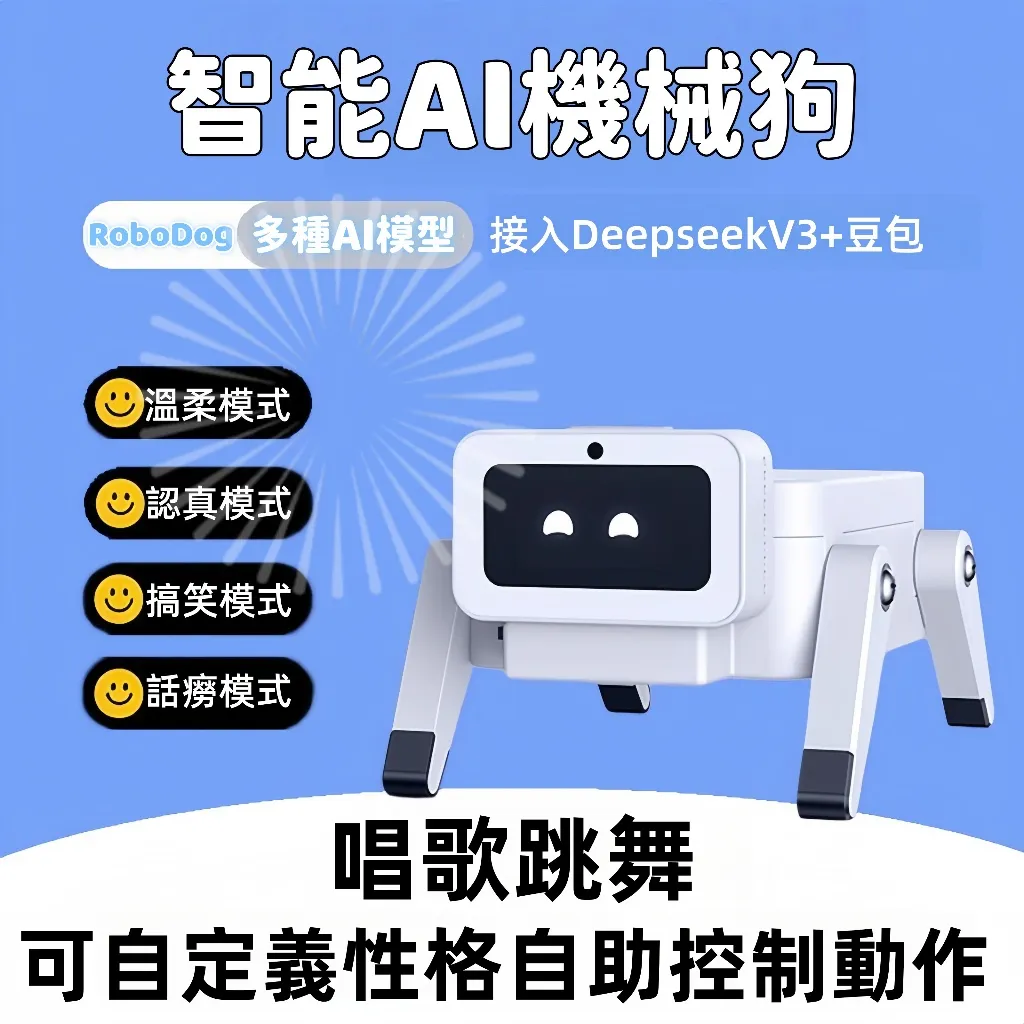 智能AI機械狗
RoboDog 多種AI模型 接入DeepseekV3+豆包
溫柔模式
認真模式
搞笑模式
話癆模式
唱歌跳舞
可自定義性格自助控制動作